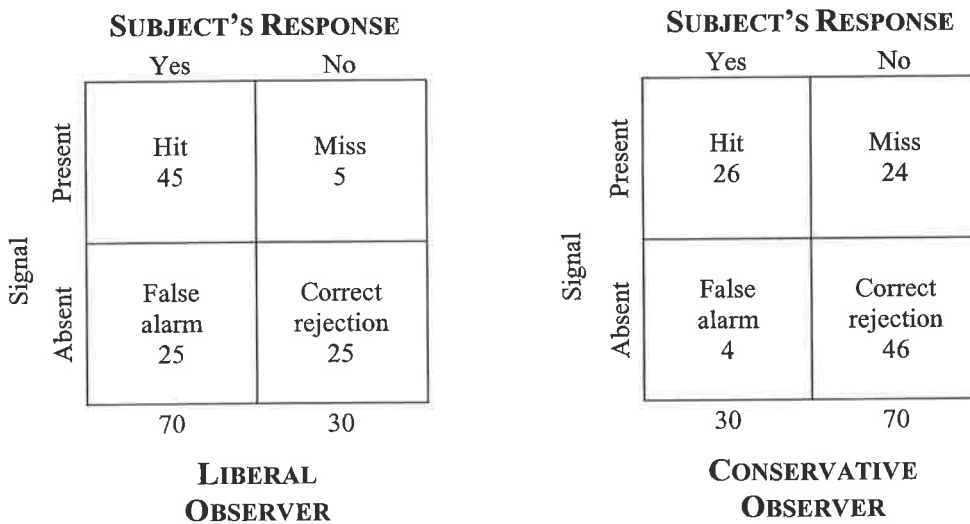 SUBJECT'S RESPONSE
Yes No
Signal
Present
Hit
45
Miss
5
Absent
False
alarm
25
Correct
rejection
25
70 30
LIBERAL
OBSERVER
SUBJECT'S RESPONSE
Yes No
Signal
Present
Hit
26
Miss
24
Absent
False
alarm
4
Correct
rejection
46
30 70
CONSERVATIVE
OBSERVER